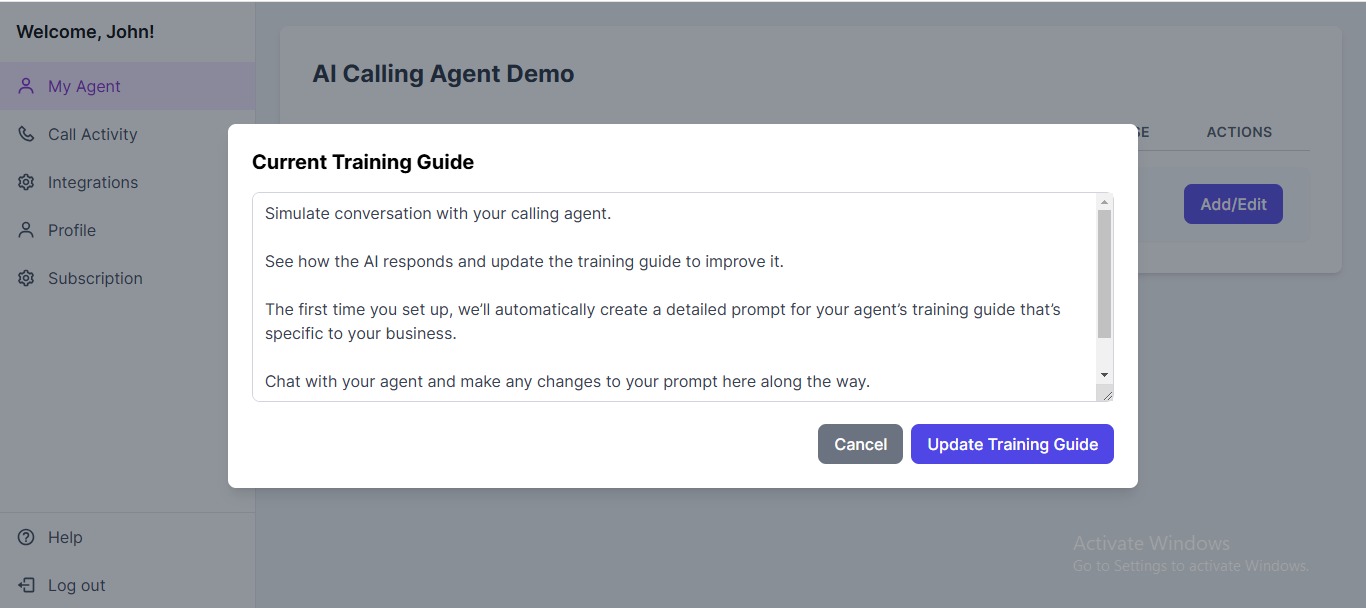 Welcome, John!
My Agent
Call Activity
Integrations
Profile
Subscription
Help
Log out
AI Calling Agent Demo
ACTIONS
Add/Edit
Current Training Guide
Simulate conversation with your calling agent.
See how the AI responds and update the training guide to improve it.
The first time you set up, we’ll automatically create a detailed prompt for your agent’s training guide that’s
specific to your business.
Chat with your agent and make any changes to your prompt here along the way.
Cancel
Update Training Guide
Activate Windows
Go to Settings to activate Windows.